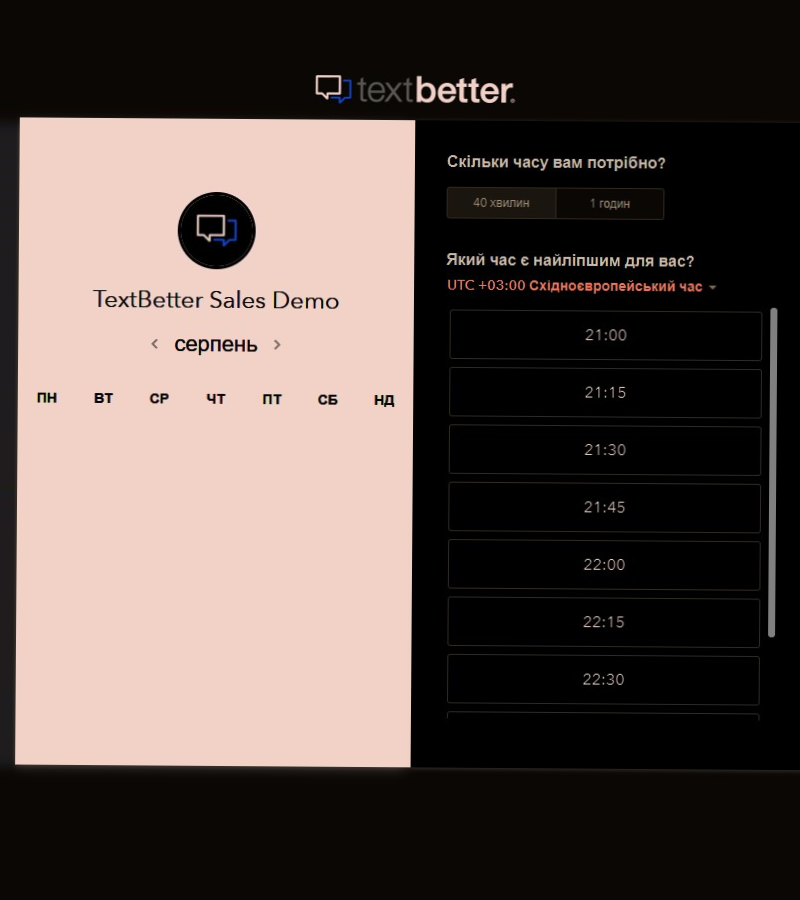 textbetter.
TextBetter Sales Demo
серпень
ПН ВТ СР ЧТ ПТ СБ НД
Скільки часу вам потрібно?
40 хвилин 1 годин
Який час є найліпшим для вас?
UTC +03:00 Східноєвропейський час
21:00
21:15
21:30
21:45
22:00
22:15
22:30